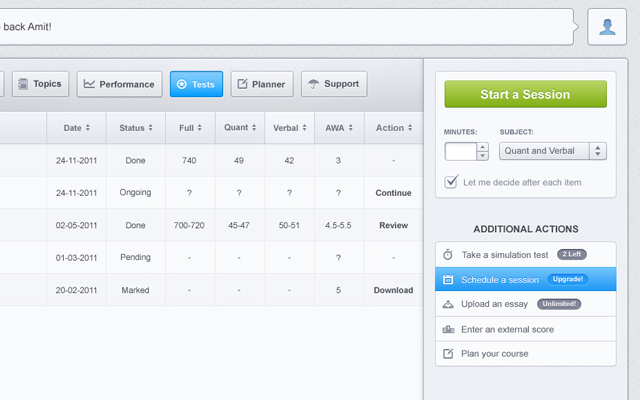 back Amit!
Topics
Performance
Tests
Planner
Support
Date Status Full Quant Verbal AWA Action
24-11-2011 Done 740 49 42 3 -
24-11-2011 Ongoing ? ? ? ? Continue
02-05-2011 Done 700-720 45-47 50-51 4.5-5.5 Review
01-03-2011 Pending - - - ? -
20-02-2011 Marked - - - 5 Download
Start a Session
MINUTES: SUBJECT:
Quant and Verbal
Let me decide after each item
ADDITIONAL ACTIONS
Take a simulation test 2 Left
Schedule a session Upgrade!
Upload an essay Unlimited!
Enter an external score
Plan your course